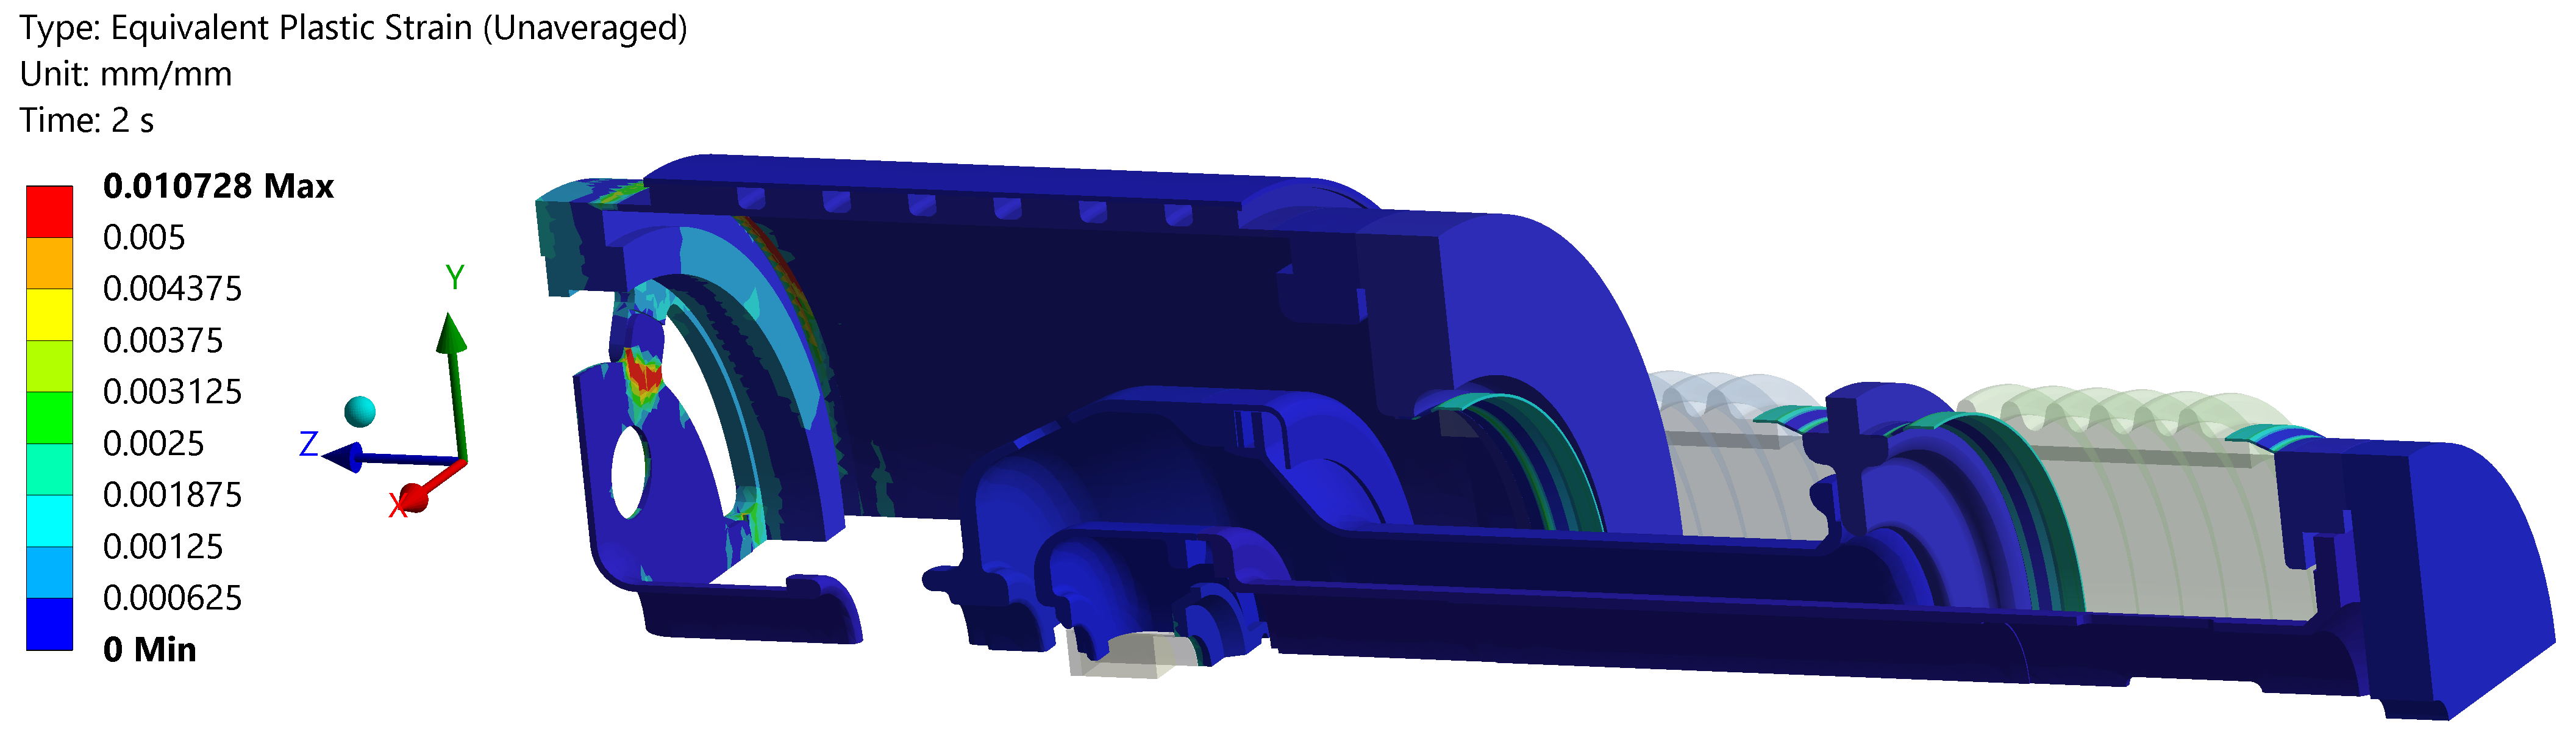 Type: Equivalent Plastic Strain (Unaveraged)
Unit: mm/mm
Time: 2 s
0.010728 Max
0.005
0.004375
0.00375
0.003125
0.0025
0.001875
0.00125
0.000625
0 Min
Y
Z
X